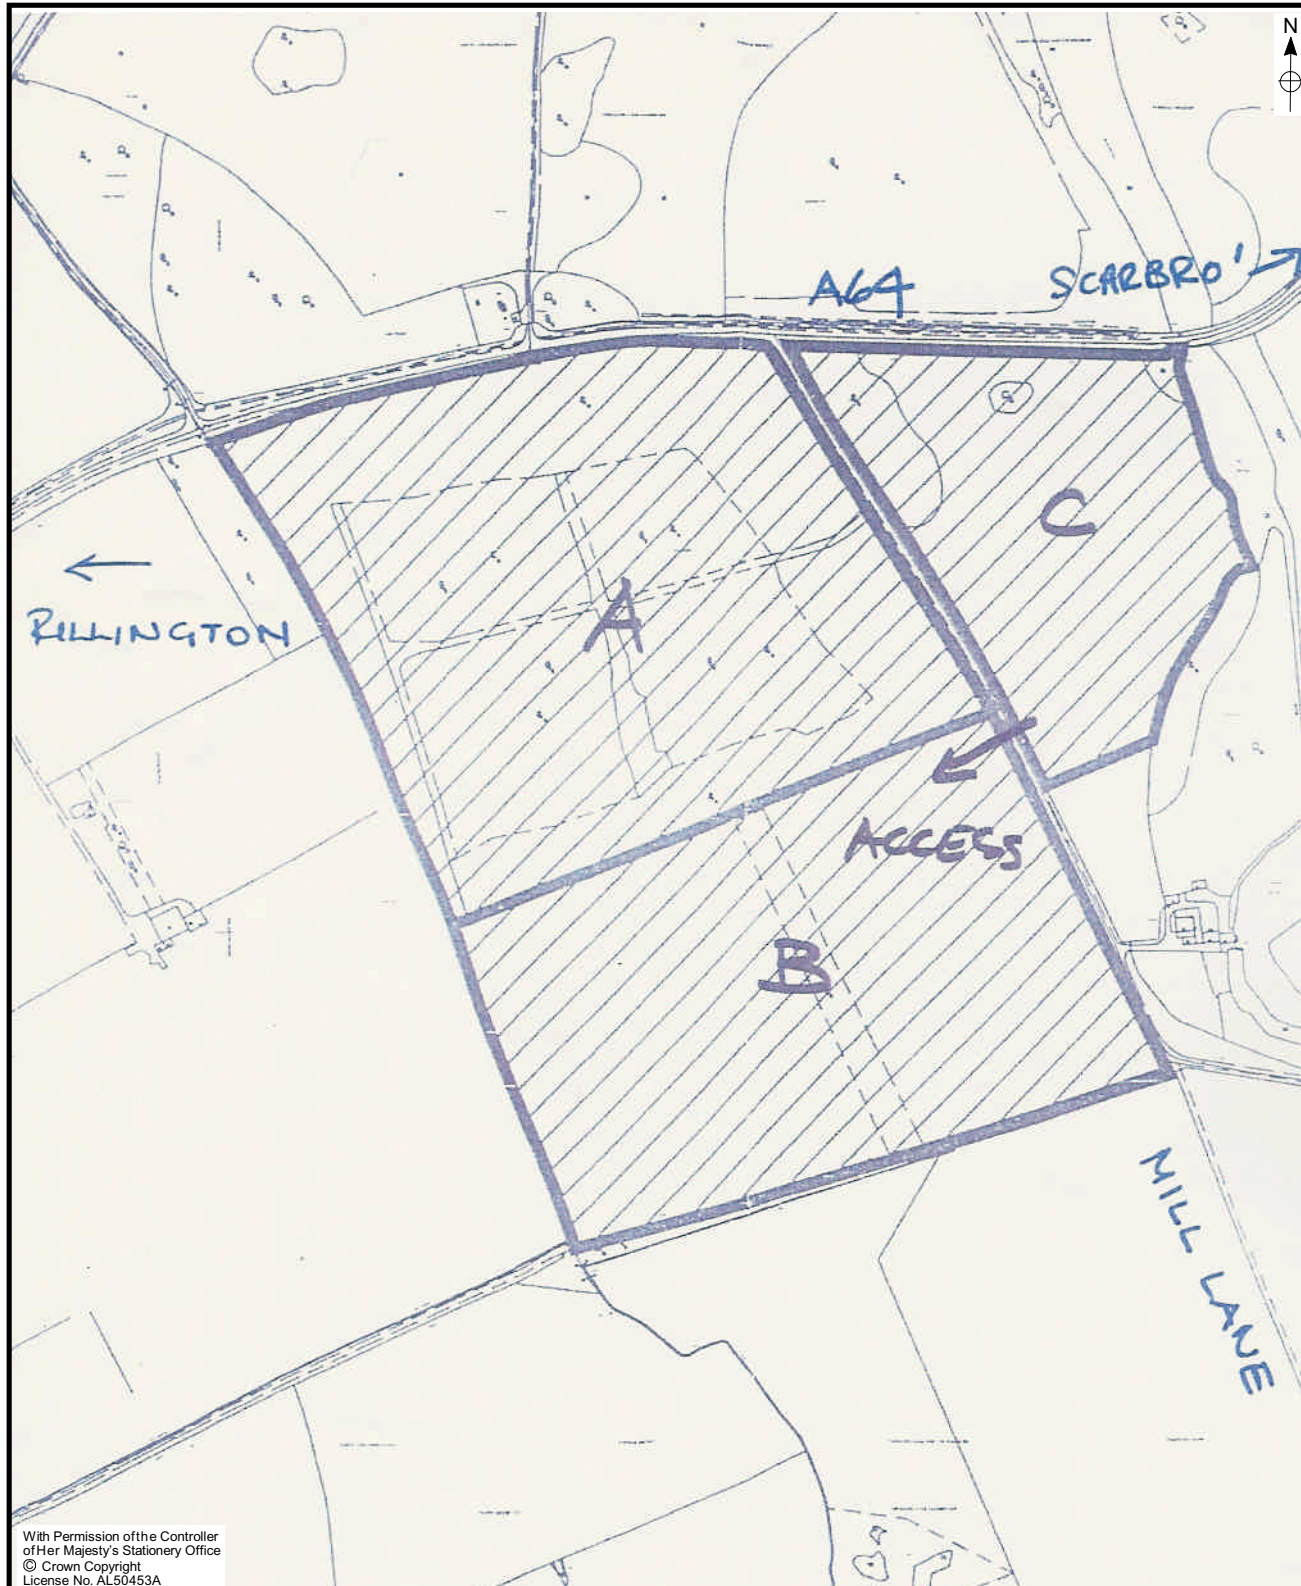 N
A64
SCARBRO'
C
RILLINGTON
A
ACCESS
B
MILL LANE
With Permission of the Controller
of Her Majesty's Stationery Office
© Crown Copyright
License No. AL50453A